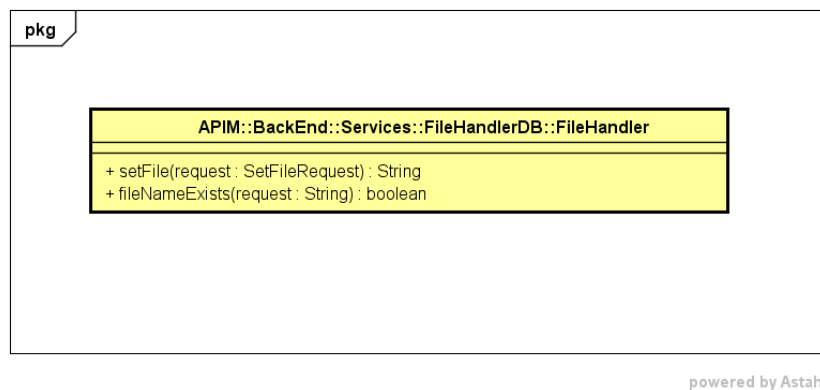 pkg
APIM::BackEnd::Services::FileHandlerDB::FileHandler
+ setFile(request : SetFileRequest) : String
+ fileNameExists(request : String) : boolean
powered by Astah